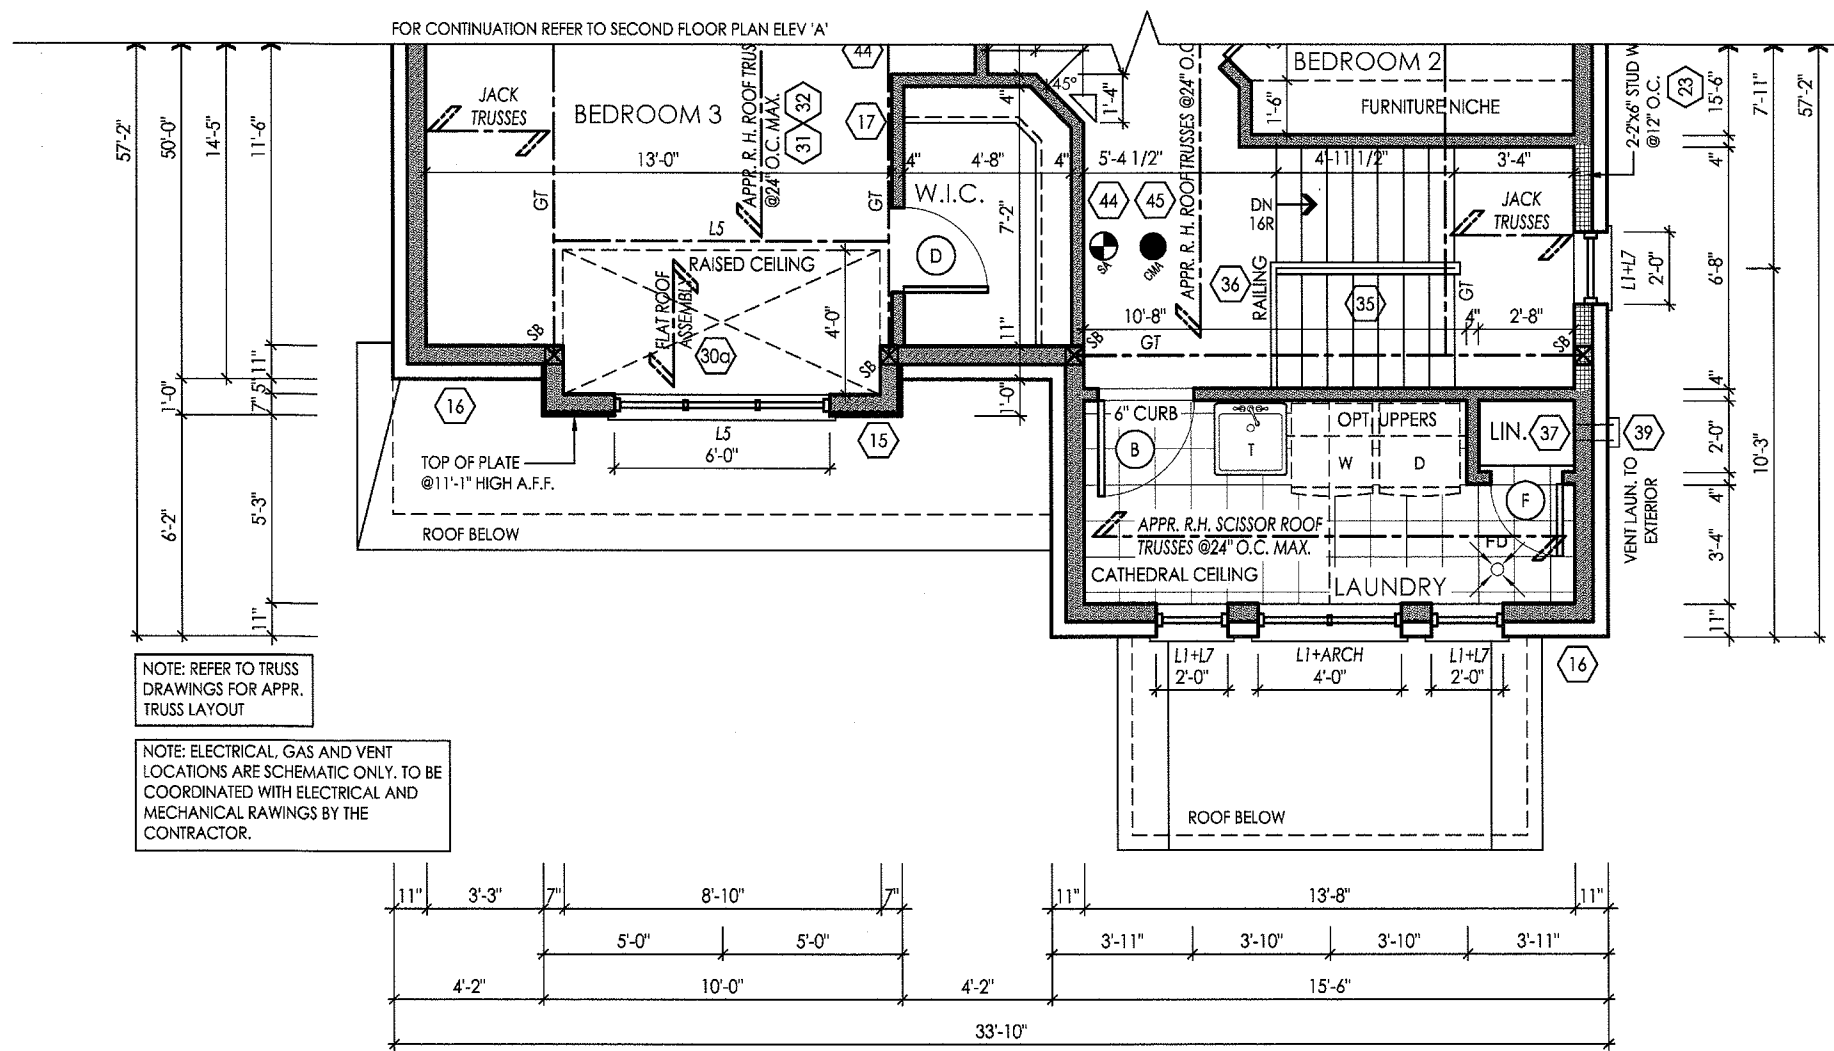 FOR CONTINUATION REFER TO SECOND FLOOR PLAN ELEV 'A'
57'-2"
50'-0"
14'-5"
11'-6"
JACK
TRUSSES
BEDROOM 3
APPR. R. H. ROOF TRUS
@24" O.C. MAX.
32
31
44
17
4"
45°
1'-4"
APPR. R. H. ROOF TRUSSES @24" O.C
BEDROOM 2
1'-6"
FURNITURE NICHE
2-2"x6" STUD W
@12" O.C.
23
15'-6"
7'-11"
57'-2"
13'-0"
4"
4'-8"
4"
5'-4 1/2"
4'-11 1/2"
3'-4"
4"
GT
GT
W.I.C.
7'-2"
44
45
DN
16R
JACK
TRUSSES
L5
D
RAISED CEILING
SA
CMA
36
RAILING
35
GT
L1+L7
2'-0"
6'-8"
FLAT ROOF
ASSEMBLY
4'-0"
30a
SB
SB
11"
10'-8"
4"
2'-8"
SB
GT
SB
11"
5"
1'-0"
7"
16
1'-0"
4"
6" CURB
B
T
OPT UPPERS
W
D
LIN.
37
39
2'-0"
10'-3"
L5
6'-0"
15
TOP OF PLATE
@11'-1" HIGH A.F.F.
VENT LAUN. TO
EXTERIOR
4"
F
6'-2"
5'-3"
ROOF BELOW
APPR. R.H. SCISSOR ROOF
TRUSSES @24" O.C. MAX.
FD
3'-4"
CATHEDRAL CEILING
LAUNDRY
11"
11"
L1+L7
2'-0"
L1+ARCH
4'-0"
L1+L7
2'-0"
16
NOTE: REFER TO TRUSS
DRAWINGS FOR APPR.
TRUSS LAYOUT
NOTE: ELECTRICAL, GAS AND VENT
LOCATIONS ARE SCHEMATIC ONLY. TO BE
COORDINATED WITH ELECTRICAL AND
MECHANICAL RAWINGS BY THE
CONTRACTOR.
ROOF BELOW
11"
3'-3"
7"
8'-10"
7"
11"
13'-8"
11"
5'-0"
5'-0"
3'-11"
3'-10"
3'-10"
3'-11"
4'-2"
10'-0"
4'-2"
15'-6"
33'-10"